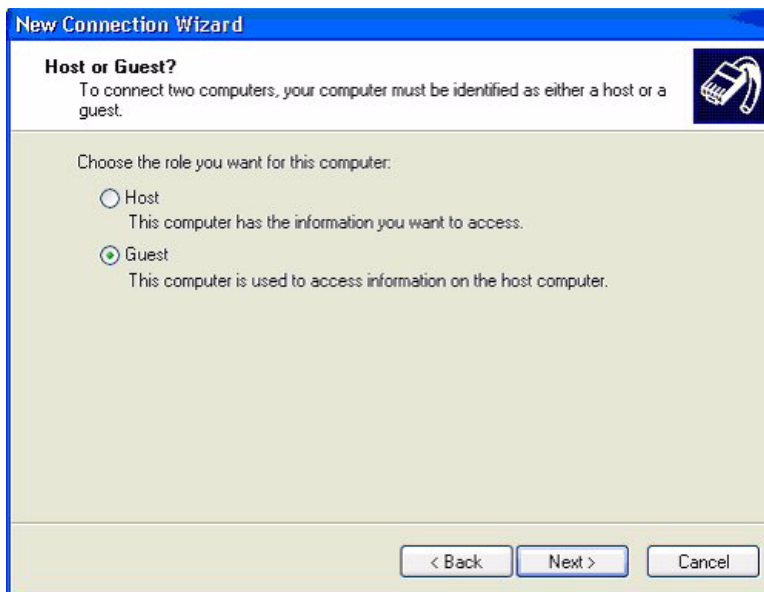 New Connection Wizard
Host or Guest?
To connect two computers, your computer must be identified as either a host or a
guest.
Choose the role you want for this computer:
Host
This computer has the information you want to access.
Guest
This computer is used to access information on the host computer.
< Back Next > Cancel